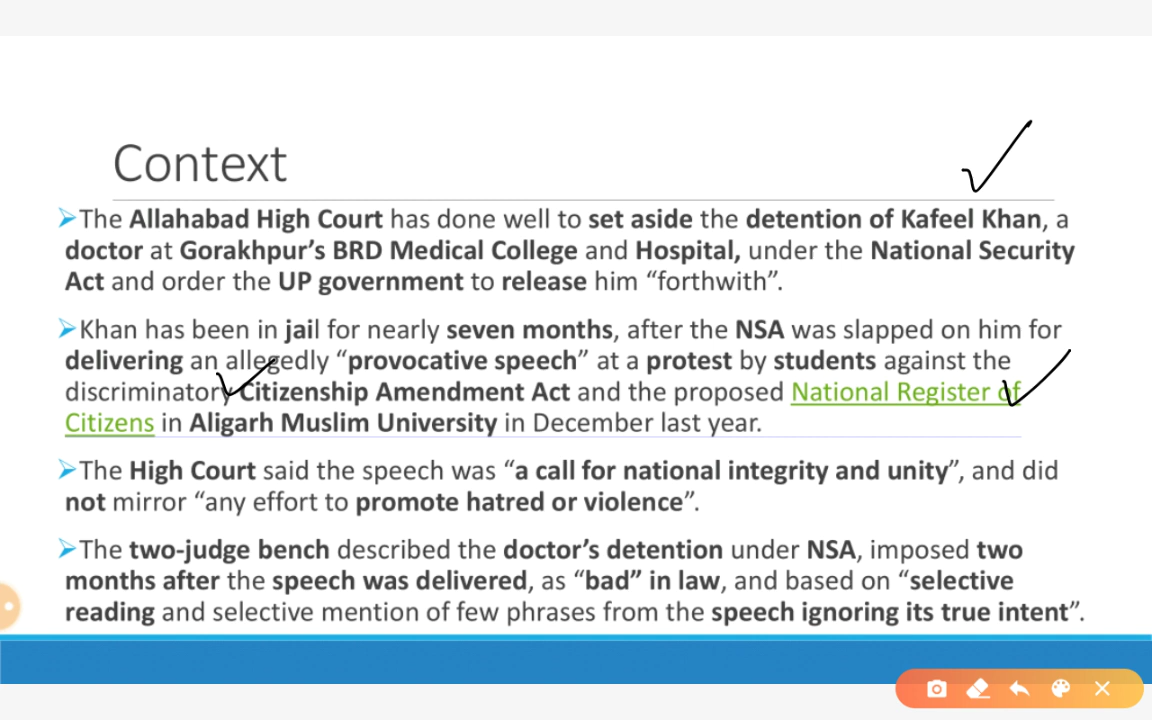 Context
The Allahabad High Court has done well to set aside the detention of Kafeel Khan, a
doctor at Gorakhpur’s BRD Medical College and Hospital, under the National Security
Act and order the UP government to release him “forthwith”.
Khan has been in jail for nearly seven months, after the NSA was slapped on him for
delivering an allegedly “provocative speech” at a protest by students against the
discriminatory Citizenship Amendment Act and the proposed National Register of
Citizens in Aligarh Muslim University in December last year.
The High Court said the speech was “a call for national integrity and unity”, and did
not mirror “any effort to promote hatred or violence”.
The two-judge bench described the doctor’s detention under NSA, imposed two
months after the speech was delivered, as “bad” in law, and based on “selective
reading and selective mention of few phrases from the speech ignoring its true intent”.